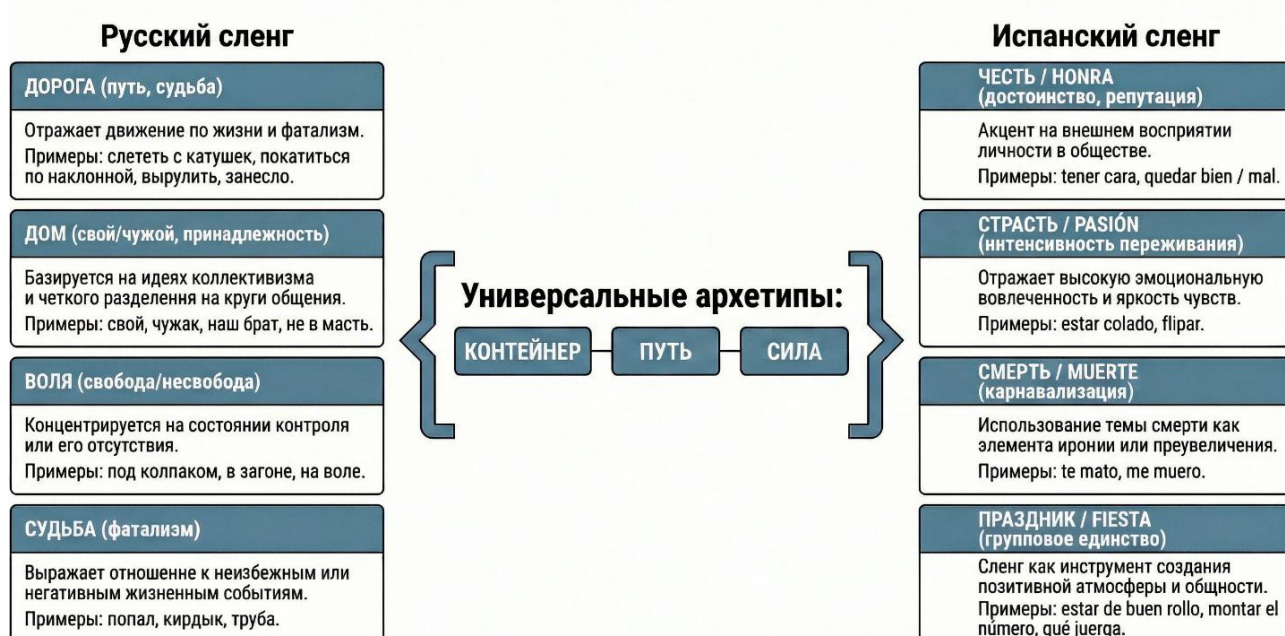 Русский сленг
ДОРОГА (путь, судьба)
Отражает движение по жизни и фатализм.
Примеры: слететь с катушек, покатиться
по наклонной, вырулить, занесло.
ДОМ (свой/чужой, принадлежность)
Базируется на идеях коллективизма
и четкого разделения на круги общения.
Примеры: свой, чужак, наш брат, не в масть.
ВОЛЯ (свобода/несвобода)
Концентрируется на состоянии контроля
или его отсутствия.
Примеры: под колпаком, в загоне, на воле.
СУДЬБА (фатализм)
Выражает отношенне к неизбежным или
негативным жизненным событиям.
Примеры: попал, кирдык, труба.
Универсальные архетипы:
КОНТЕЙНЕР
ПУТЬ
СИЛА
Испанский сленг
ЧЕСТЬ / HONRA
(достоинство, репутация)
Акцент на внешнем восприятии
личности в обществе.
Примеры: tener cara, quedar bien / mal.
СТРАСТЬ / PASIÓN
(ннтенсивность переживания)
Отражает высокую эмоциональную
вовлеченность и яркость чувств.
Примеры: estar colado, flipar.
СМЕРТЬ / MUERTE
(карнавализация)
Использование темы смерти как
элемента иронии или преувеличения.
Примеры: te mato, me muero.
ПРАЗДНИК / FIESTA
(групповое единство)
Сленг как инструмент создания
позитивной атмосферы и общности.
Примеры: estar de buen rollo, montar el
número, qué juerga.